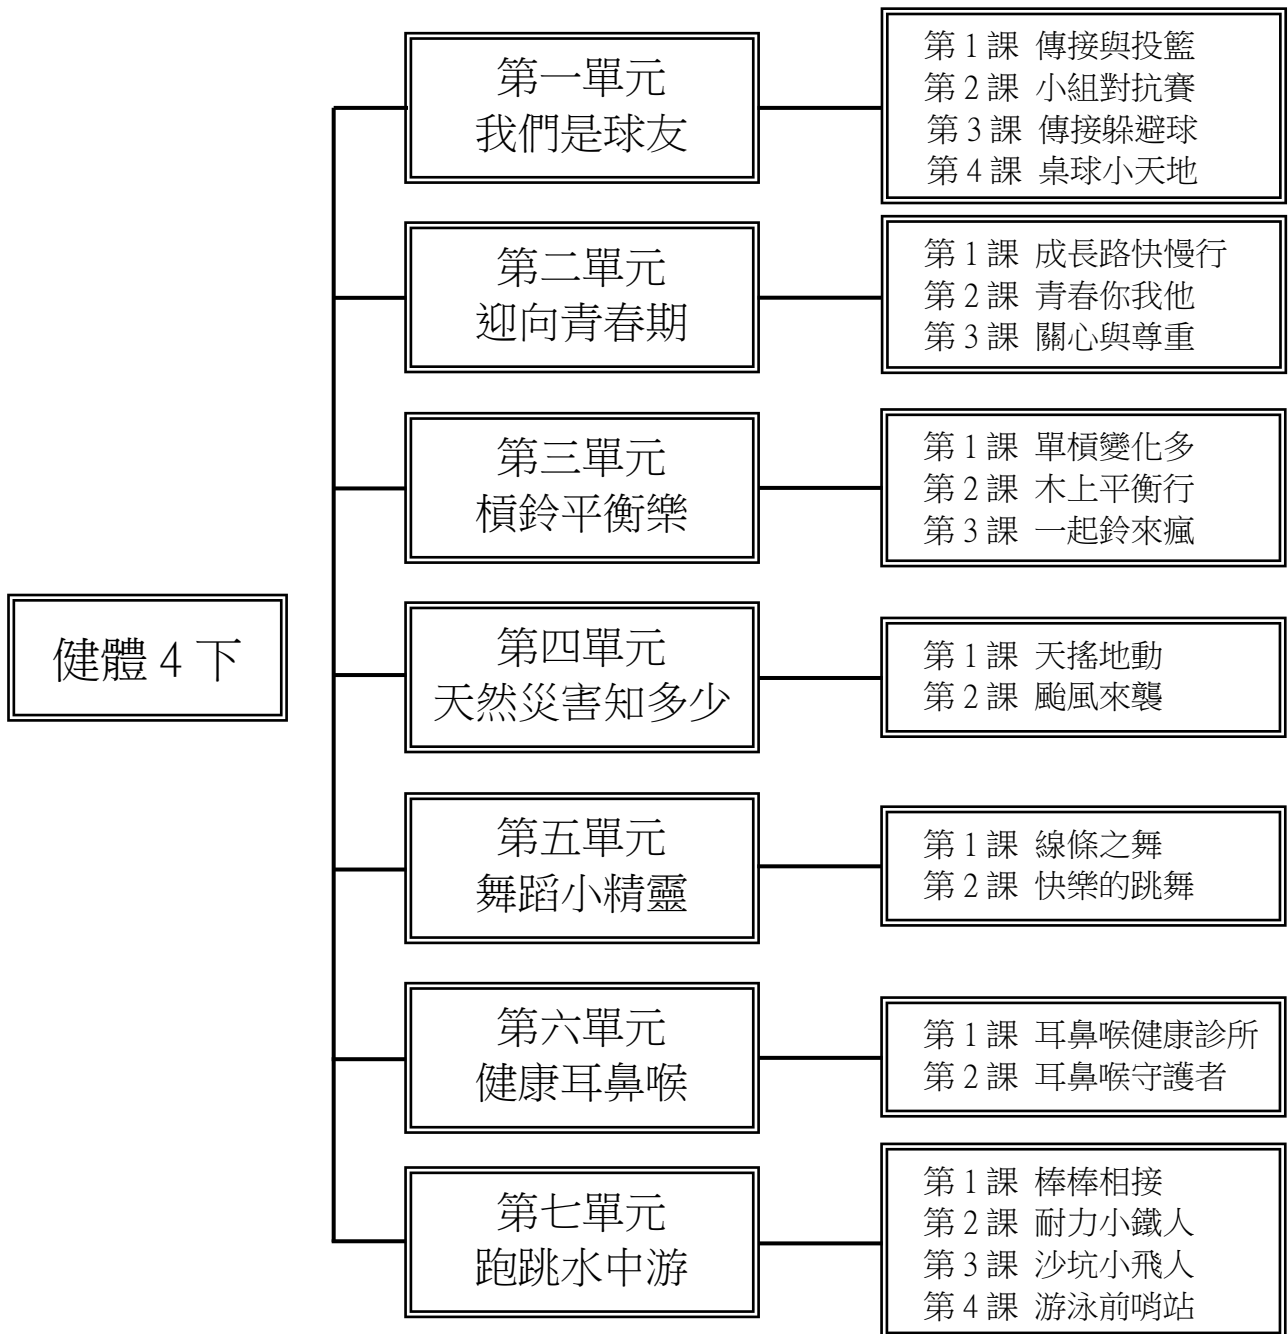 健體 4 下
第一單元
我們是球友
第 1 課 傳接與投籃
第 2 課 小組對抗賽
第 3 課 傳接躲避球
第 4 課 桌球小天地
第二單元
迎向青春期
第 1 課 成長路快慢行
第 2 課 青春你我他
第 3 課 關心與尊重
第三單元
槓鈴平衡樂
第 1 課 單槓變化多
第 2 課 木上平衡行
第 3 課 一起鈴來瘋
第四單元
天然災害知多少
第 1 課 天搖地動
第 2 課 颱風來襲
第五單元
舞蹈小精靈
第 1 課 線條之舞
第 2 課 快樂的跳舞
第六單元
健康耳鼻喉
第 1 課 耳鼻喉健康診所
第 2 課 耳鼻喉守護者
第七單元
跑跳水中游
第 1 課 棒棒相接
第 2 課 耐力小鐵人
第 3 課 沙坑小飛人
第 4 課 游泳前哨站